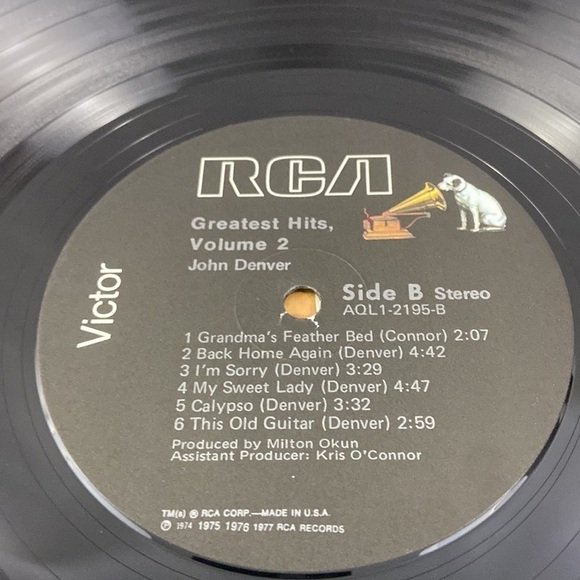 RCA
Greatest Hits,
Volume 2
John Denver
Victor
Side B Stereo
AQL1-2195-B
1 Grandma's Feather Bed (Connor) 2:07
2 Back Home Again (Denver) 4:42
3 I'm Sorry (Denver) 3:29
4 My Sweet Lady (Denver) 4:47
5 Calypso (Denver) 3:32
6 This Old Guitar (Denver) 2:59
Produced by Milton Okun
Assistant Producer: Kris O'Connor
TM(s) ® RCA CORP.—MADE IN U.S.A.
℗ 1974 1975 1976 1977 RCA RECORDS